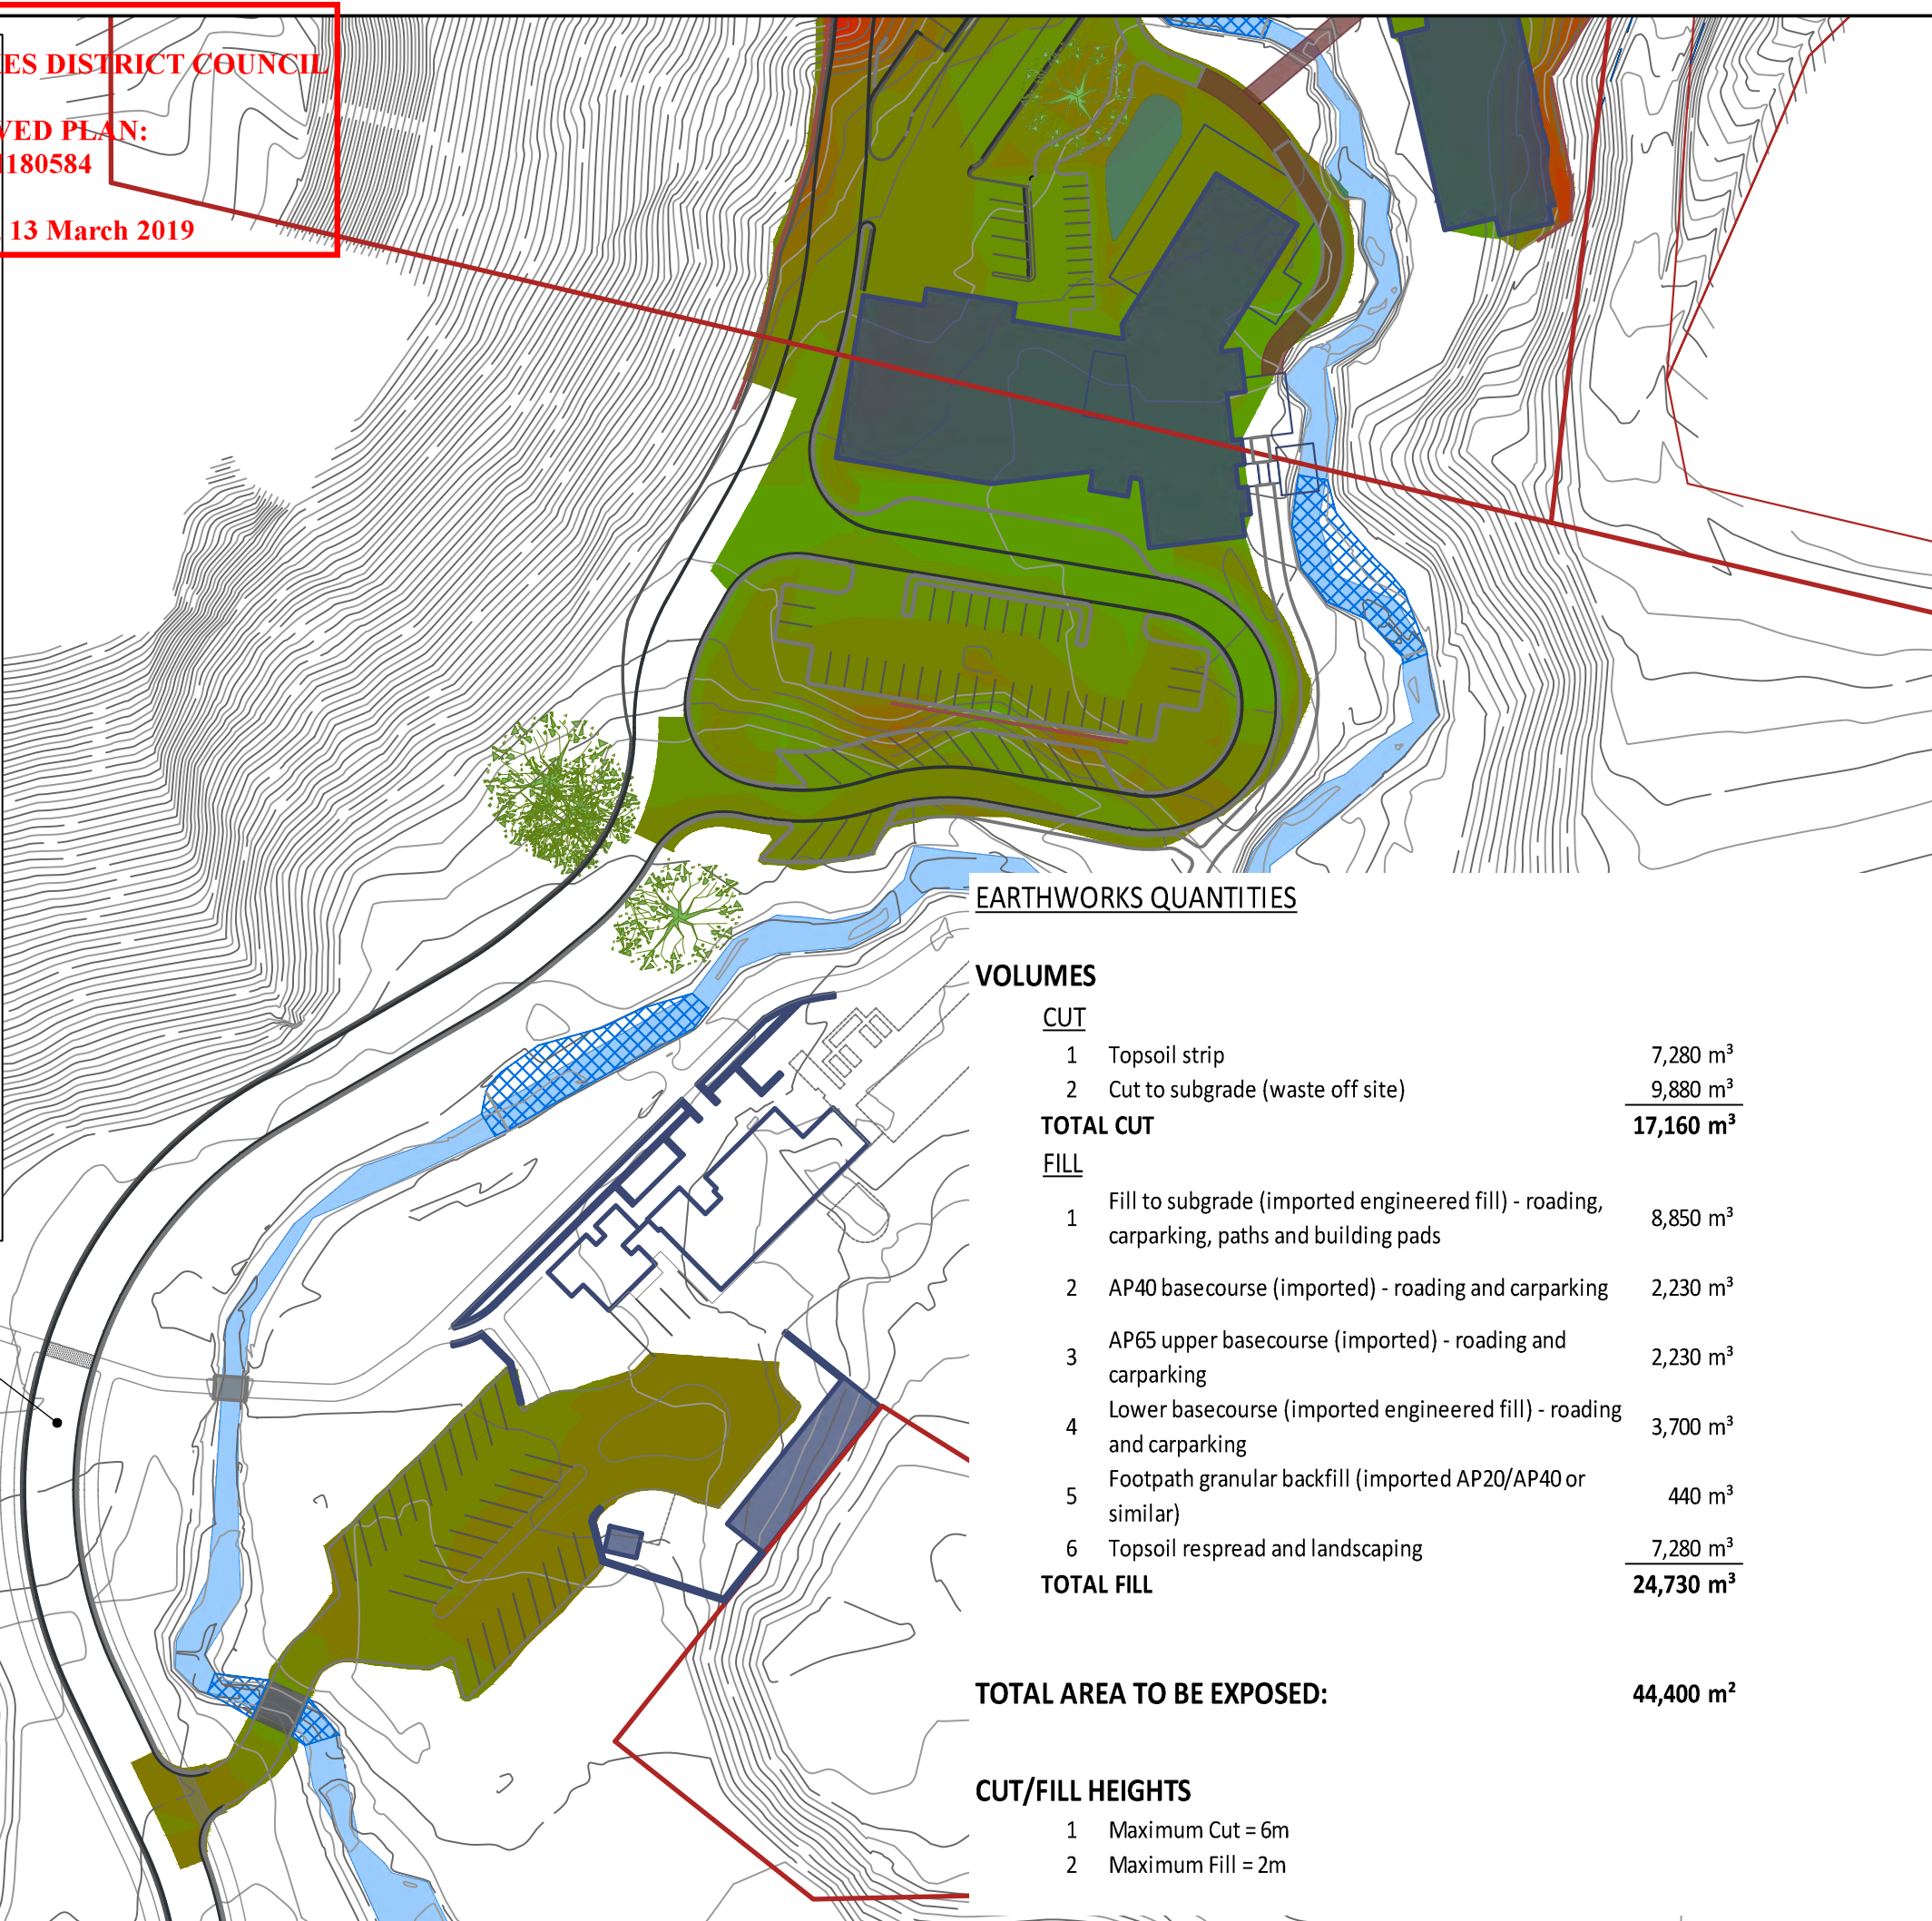 ES DISTRICT COUNCIL
VED PLAN:
1180584
13 March 2019
EARTHWORKS QUANTITIES
VOLUMES
CUT
1 Topsoil strip 7,280 m³
2 Cut to subgrade (waste off site) 9,880 m³
TOTAL CUT 17,160 m³
FILL
1 Fill to subgrade (imported engineered fill) - roading, carparking, paths and building pads 8,850 m³
2 AP40 basecourse (imported) - roading and carparking 2,230 m³
3 AP65 upper basecourse (imported) - roading and carparking 2,230 m³
4 Lower basecourse (imported engineered fill) - roading and carparking 3,700 m³
5 Footpath granular backfill (imported AP20/AP40 or similar) 440 m³
6 Topsoil respread and landscaping 7,280 m³
TOTAL FILL 24,730 m³
TOTAL AREA TO BE EXPOSED: 44,400 m²
CUT/FILL HEIGHTS
1 Maximum Cut = 6m
2 Maximum Fill = 2m